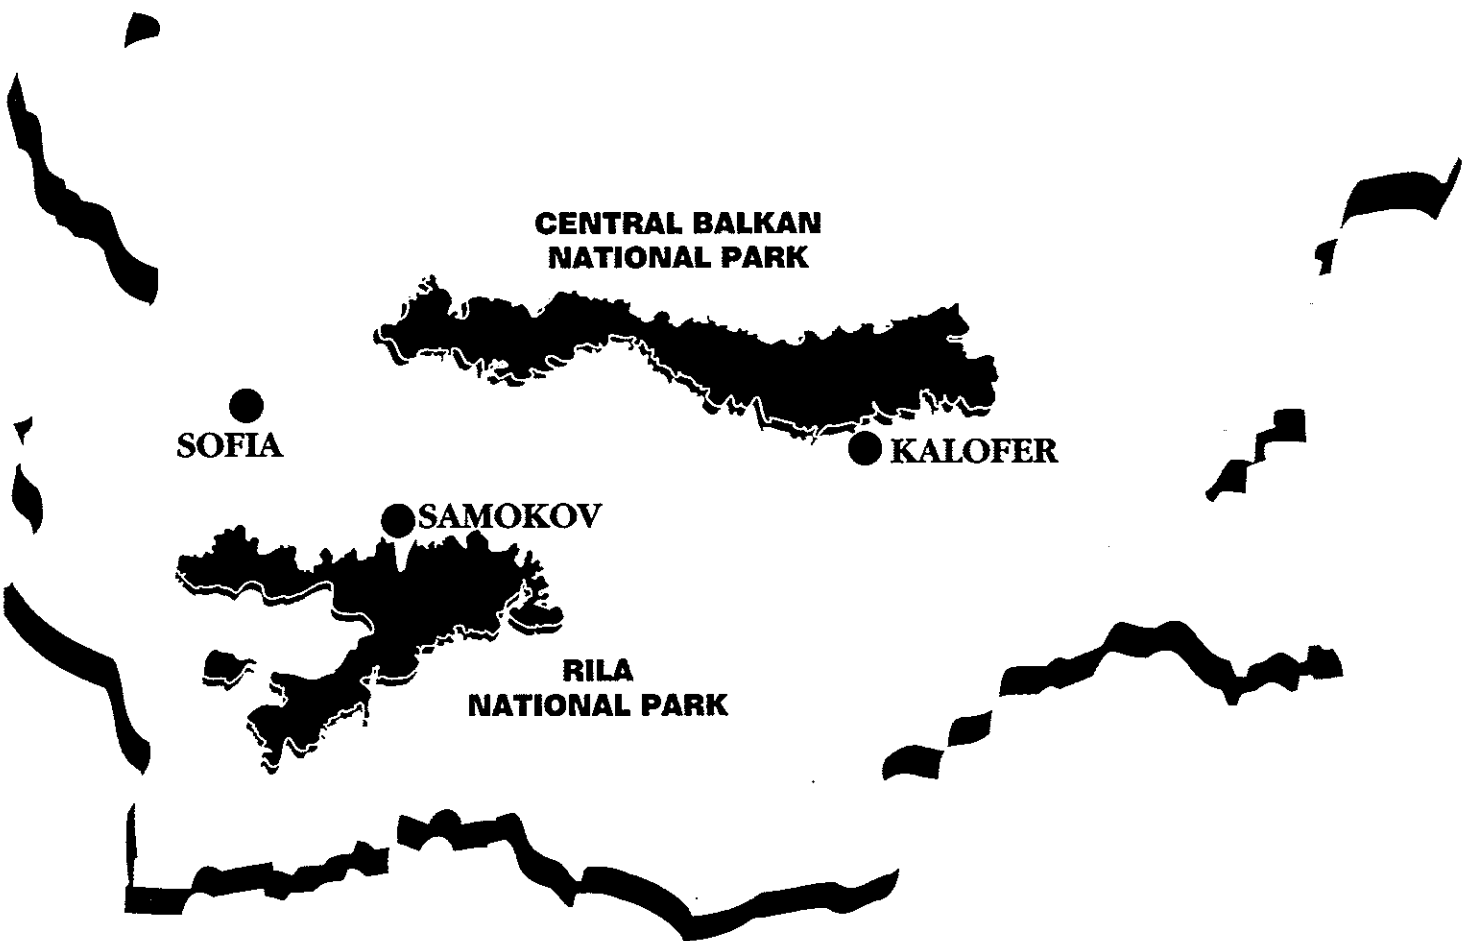 CENTRAL BALKAN
NATIONAL PARK
SOFIA
KALOFER
SAMOKOV
RILA
NATIONAL PARK